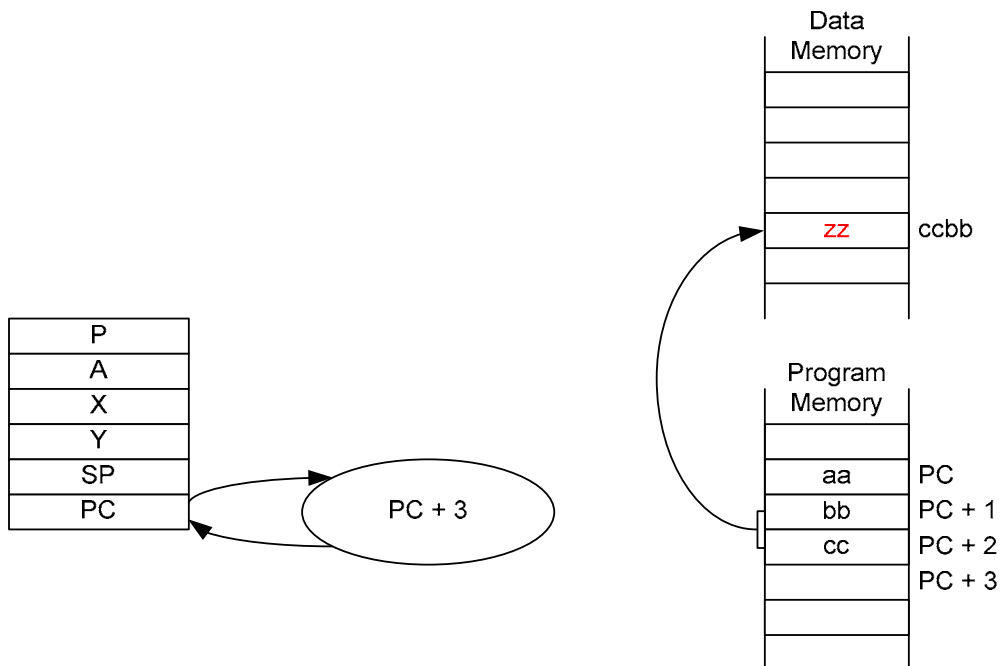 Data
Memory
zz
ccbb
P
A
X
Y
SP
PC
PC + 3
Program
Memory
aa
PC
bb
PC + 1
cc
PC + 2
PC + 3